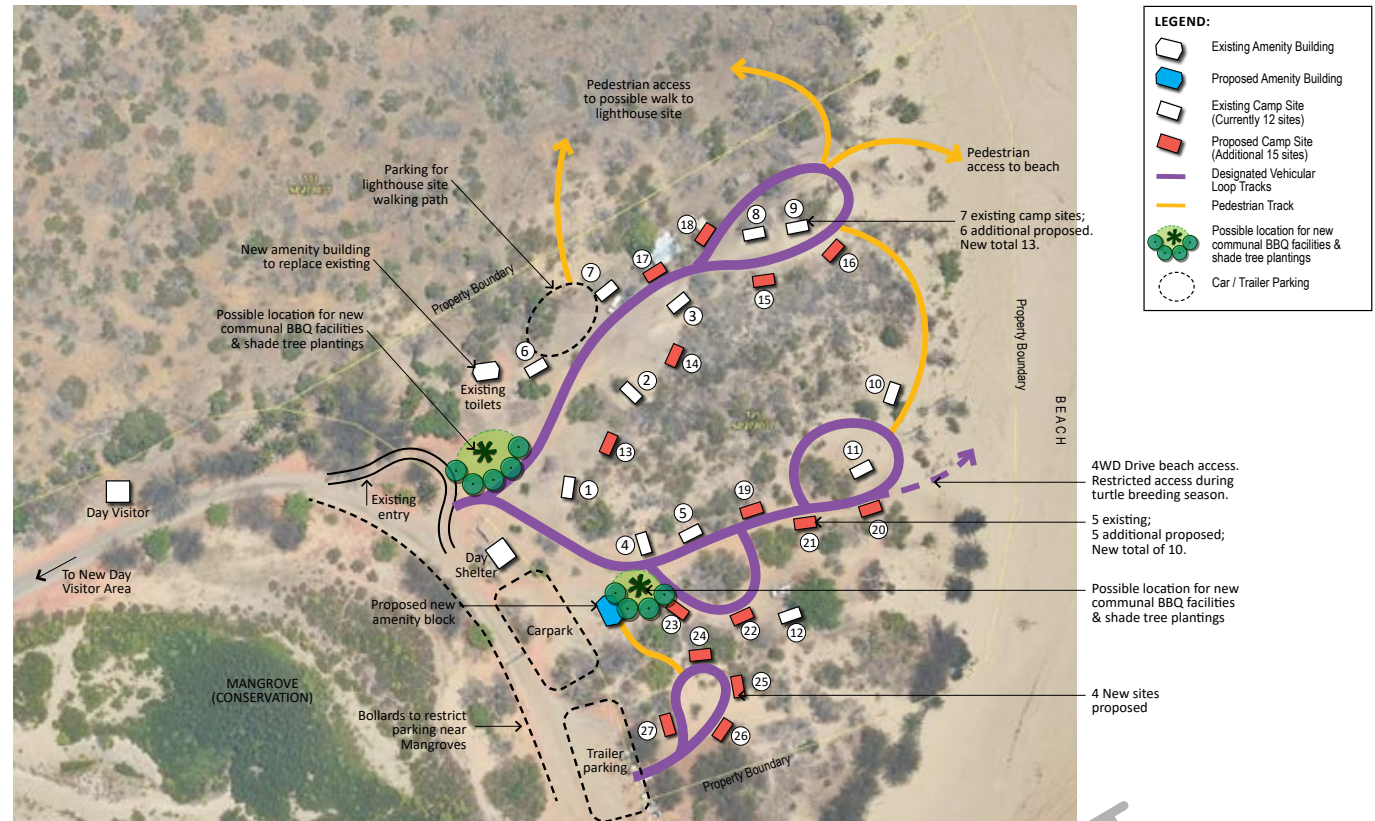 LEGEND:
Existing Amenity Building
Proposed Amenity Building
Existing Camp Site
(Currently 12 sites)
Proposed Camp Site
(Additional 15 sites)
Designated Vehicular
Loop Tracks
Pedestrian Track
Possible location for new
communal BBQ facilities &
shade tree plantings
Car / Trailer Parking
Pedestrian access
to possible walk to
lighthouse site
Pedestrian
access to beach
Parking for
lighthouse site
walking path
7 existing camp sites;
6 additional proposed.
New total 13.
New amenity building
to replace existing
Property Boundary
Possible location for new
communal BBQ facilities
& shade tree plantings
Existing
toilets
18
8
9
17
16
7
15
3
6
14
2
10
13
11
1
19
5
4
21
20
Property Boundary
BEACH
4WD Drive beach access.
Restricted access during
turtle breeding season.
5 existing;
5 additional proposed;
New total of 10.
Day Visitor
Existing
entry
Day
Shelter
To New Day
Visitor Area
Proposed new
amenity block
Carpark
23
22
12
24
25
27
26
Possible location for new
communal BBQ facilities
& shade tree plantings
4 New sites
proposed
MANGROVE
(CONSERVATION)
Bollards to restrict
parking near
Mangroves
Trailer
parking
Property Boundary